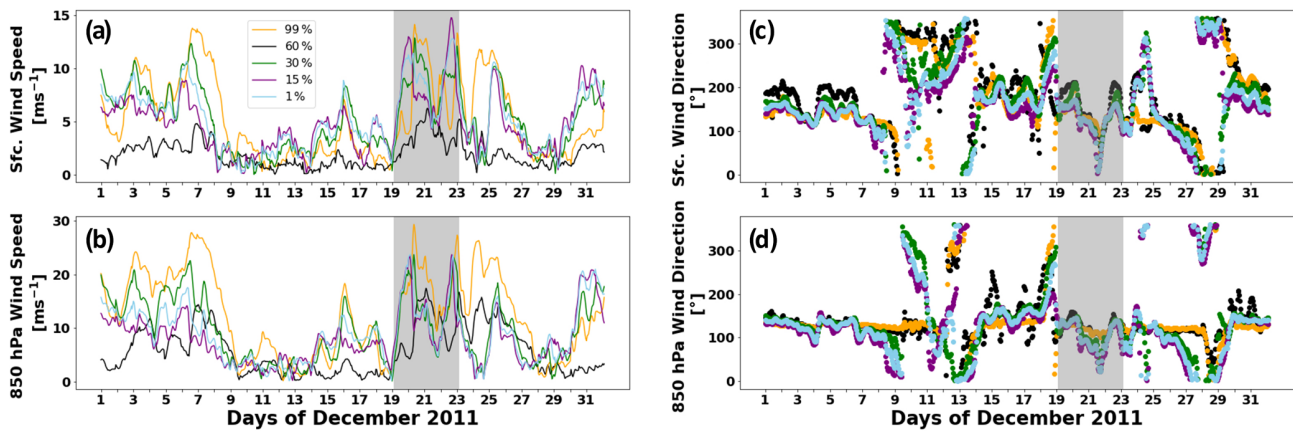 (a)
Sfc. Wind Speed
[ms⁻¹]
15
10
5
0
99 %
60 %
30 %
15 %
1 %
1 3 5 7 9 11 13 15 17 19 21 23 25 27 29 31
(b)
850 hPa Wind Speed
[ms⁻¹]
30
20
10
0
1 3 5 7 9 11 13 15 17 19 21 23 25 27 29 31
Days of December 2011
(c)
Sfc. Wind Direction
[°]
300
200
100
0
1 3 5 7 9 11 13 15 17 19 21 23 25 27 29 31
(d)
850 hPa Wind Direction
[°]
300
200
100
0
1 3 5 7 9 11 13 15 17 19 21 23 25 27 29 31
Days of December 2011